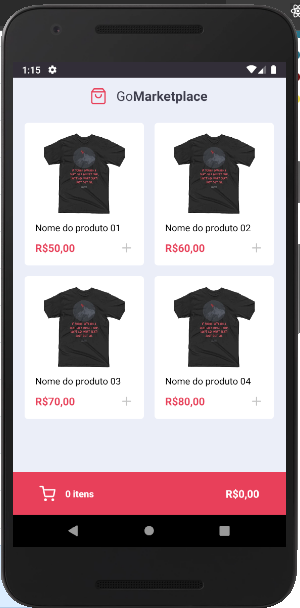 1:15
GoMarketplace
Nome do produto 01
R$50,00 +
Nome do produto 02
R$60,00 +
Nome do produto 03
R$70,00 +
Nome do produto 04
R$80,00 +
0 itens
R$0,00